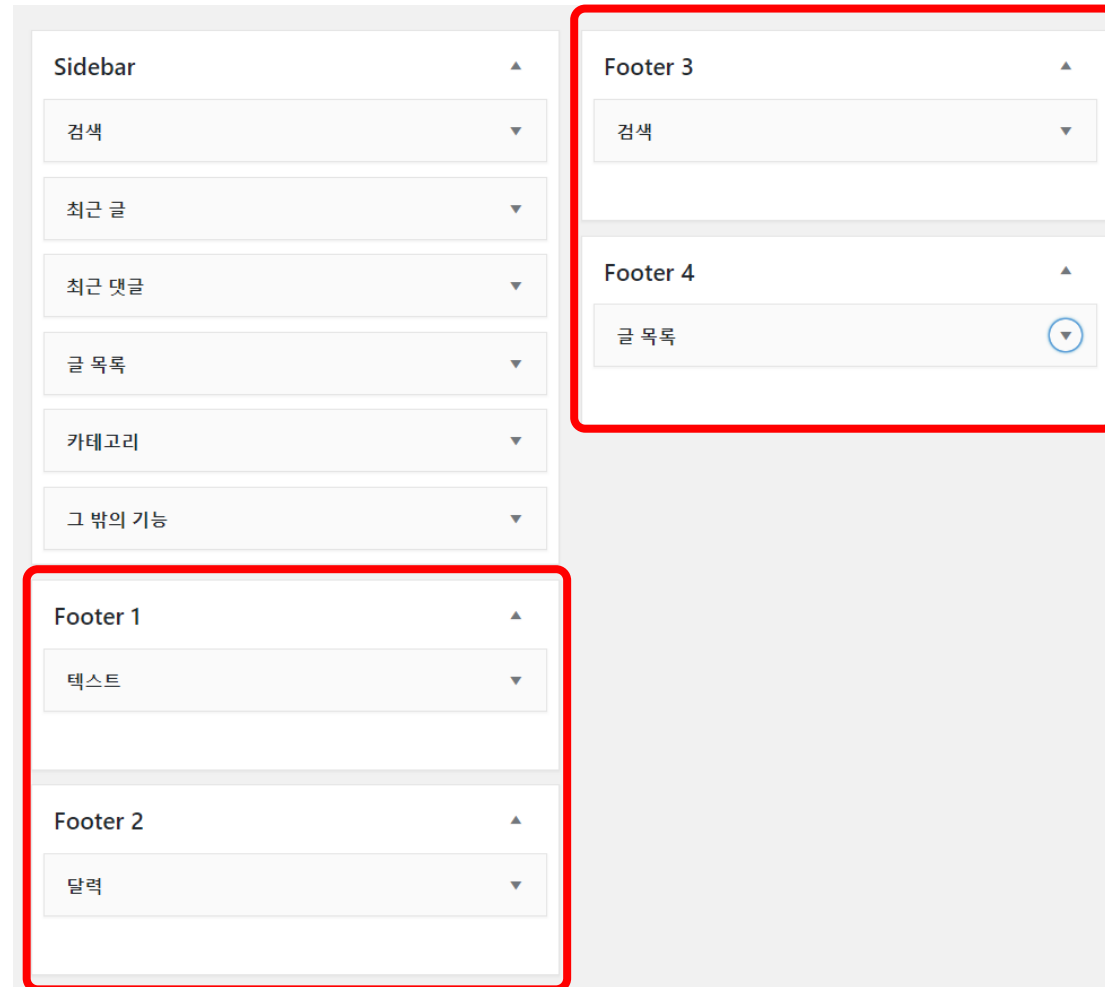 Sidebar
검색
최근 글
최근 댓글
글 목록
카테고리
그 밖의 기능
Footer 1
텍스트
Footer 2
달력
Footer 3
검색
Footer 4
글 목록